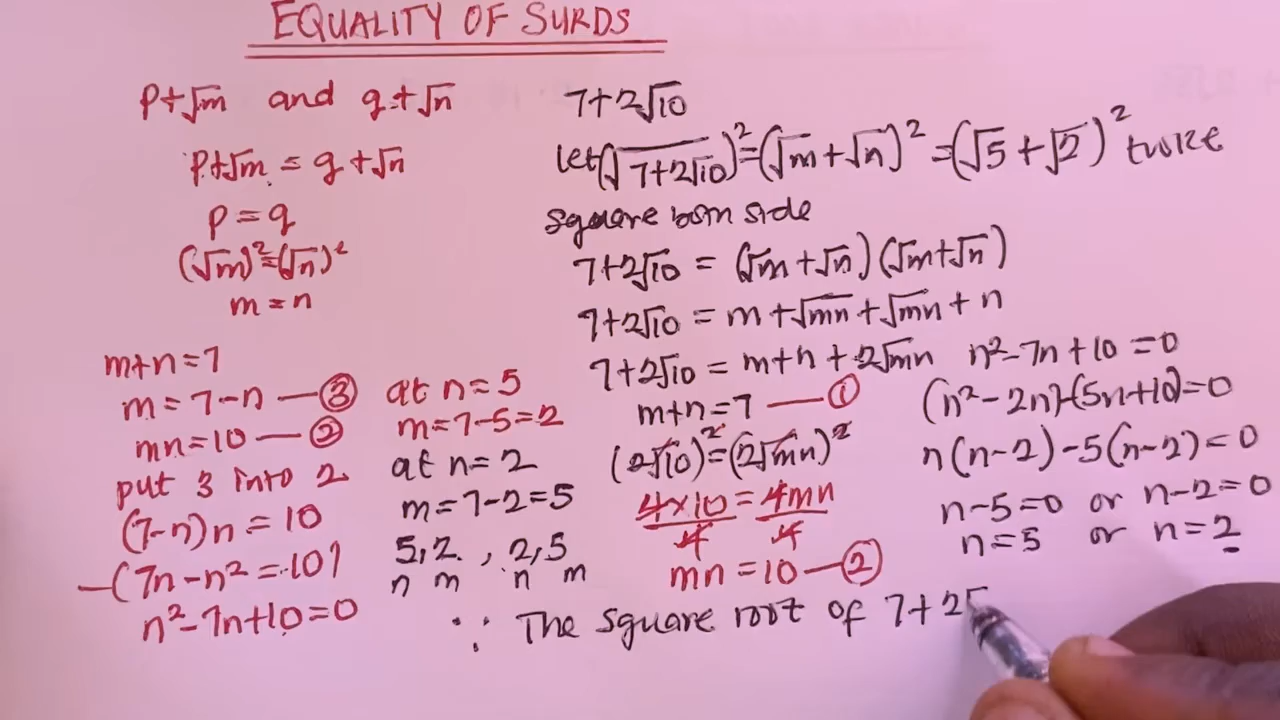 EQUALITY OF SURDS
p+√m and q+√n
p+√m = q+√n
p = q
(√m)²=(√n)²
m = n
m+n=7
m=7-n — ③
mn=10 — ②
put 3 into 2
(7-n)n = 10
-(7n-n²=10)
n²-7n+10=0
at n=5
m=7-5=2
at n=2
m=7-2=5
5,2 , 2,5
n m n m
7+2√10
let(√7+2√10)²=(√m+√n)²=(√5+√2)² twice
square both side
7+2√10 = (√m+√n)(√m+√n)
7+2√10 = m+√mn+√mn+n
7+2√10 = m+n+2√mn
m+n=7 — ①
(2√10)²=(2√mn)²
4×10 = 4mn
4 4
mn=10 — ②
n²-7n+10=0
(n²-2n)-(5n+10)=0
n(n-2)-5(n-2)=0
n-5=0 or n-2=0
n=5 or n=2
∵ The square root of 7+2√